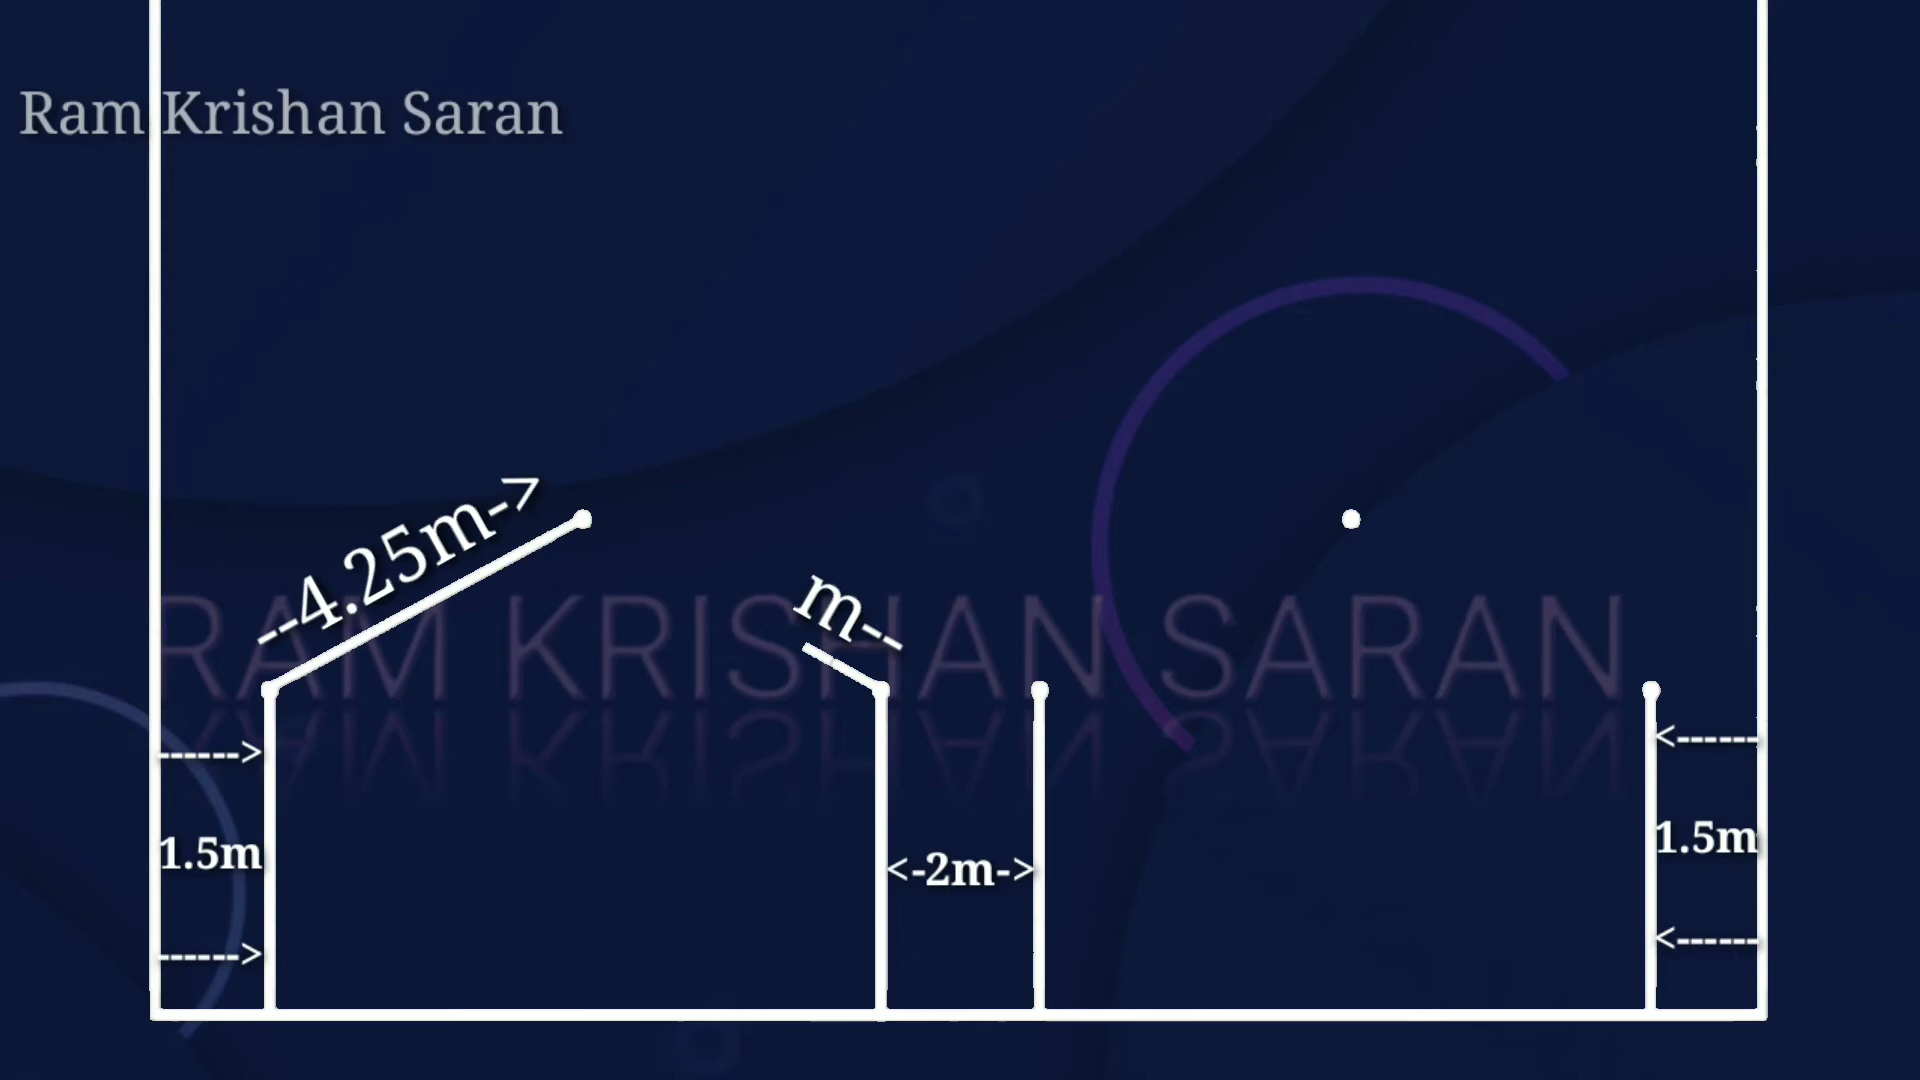 Ram Krishan Saran
--4.25m->
m--
RAM KRISHAN SARAN
------>
<------
1.5m
<-2m->
1.5m
------>
<------